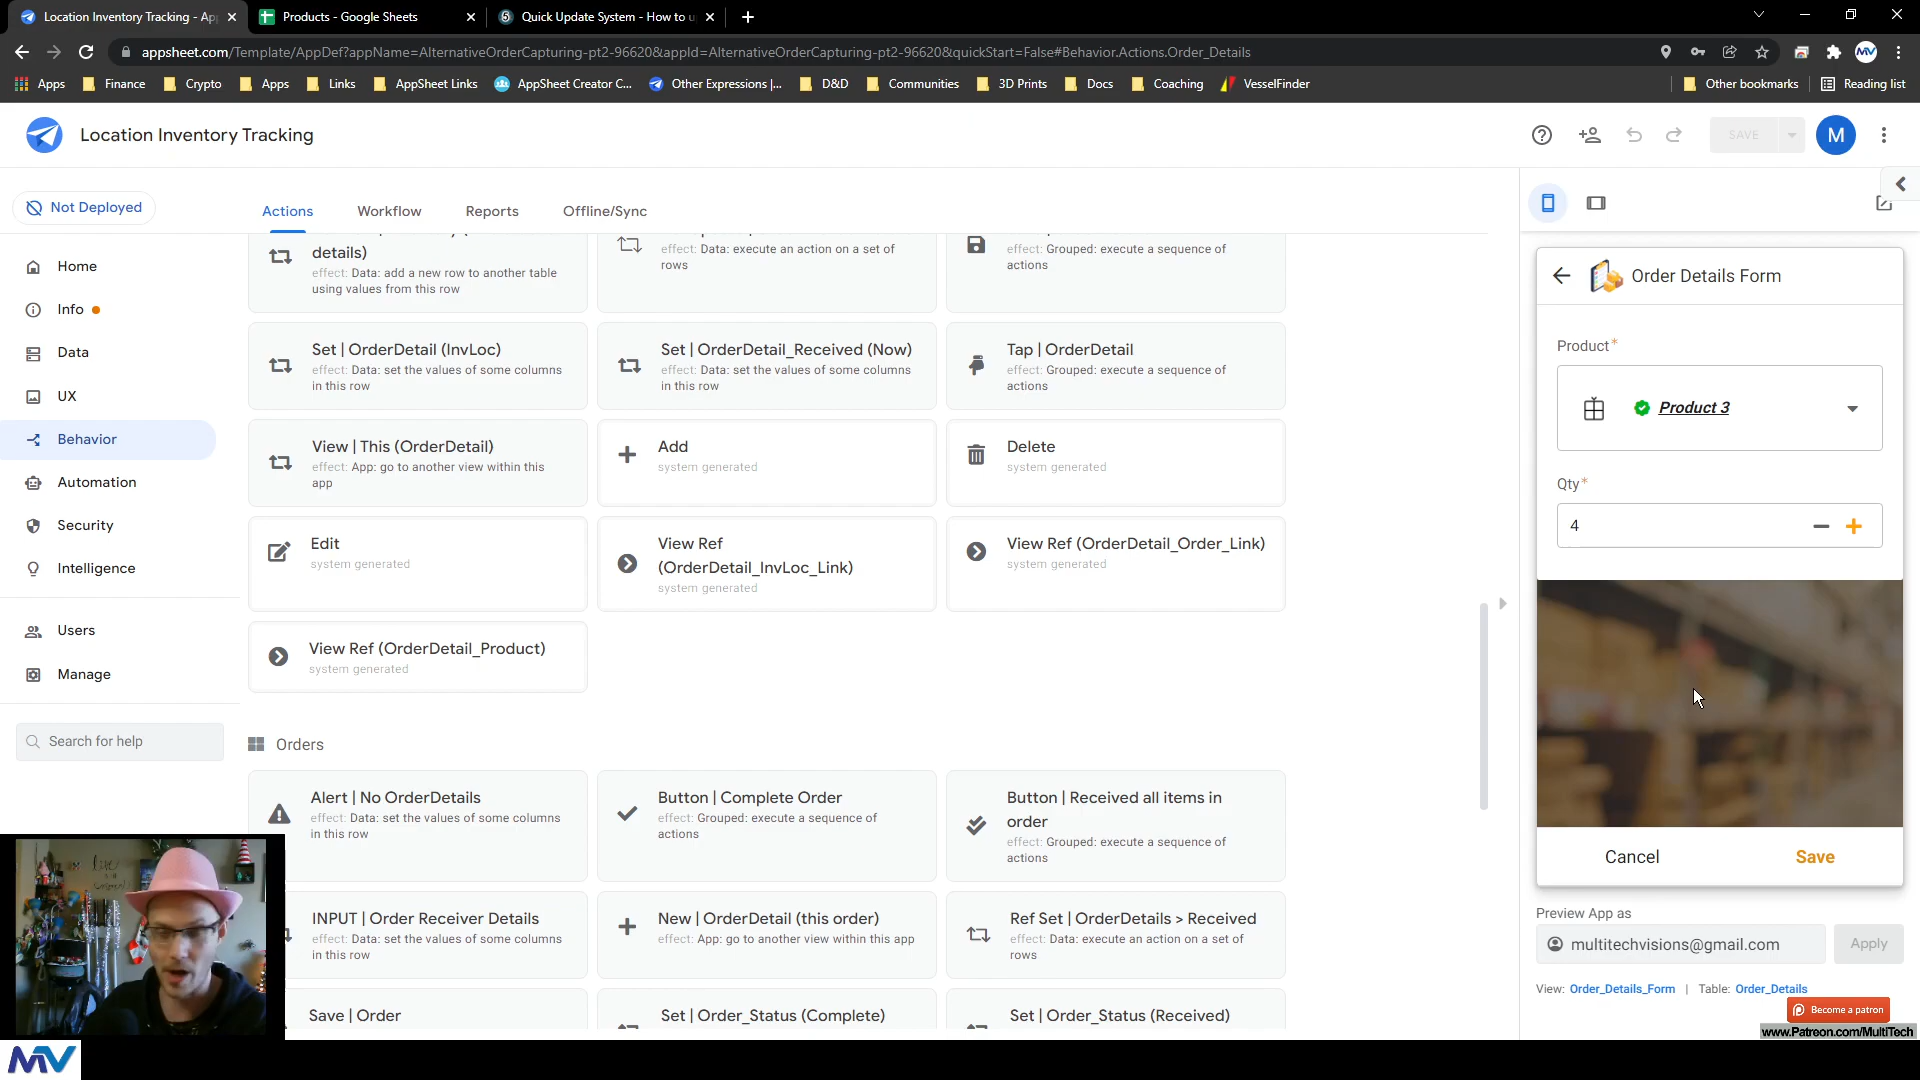 Location Inventory Tracking - App
Products - Google Sheets
Quick Update System - How to u
appsheet.com/Template/AppDef?appName=AlternativeOrderCapturing-pt2-96620&appId=AlternativeOrderCapturing-pt2-96620&quickStart=False#Behavior.Actions.Order_Details
MV
Apps
Finance
Crypto
Apps
Links
AppSheet Links
AppSheet Creator C...
Other Expressions |...
D&D
Communities
3D Prints
Docs
Coaching
VesselFinder
Other bookmarks
Reading list
Location Inventory Tracking
SAVE
M
Not Deployed
Actions
Workflow
Reports
Offline/Sync
Home
Info
Data
UX
Behavior
Automation
Security
Intelligence
Users
Manage
Search for help
details)
effect: Data: add a new row to another table
using values from this row
effect: Data: execute an action on a set of
rows
effect: Grouped: execute a sequence of
actions
Set | OrderDetail (InvLoc)
effect: Data: set the values of some columns
in this row
Set | OrderDetail_Received (Now)
effect: Data: set the values of some columns
in this row
Tap | OrderDetail
effect: Grouped: execute a sequence of
actions
View | This (OrderDetail)
effect: App: go to another view within this
app
Add
system generated
Delete
system generated
Edit
system generated
View Ref
(OrderDetail_InvLoc_Link)
system generated
View Ref (OrderDetail_Order_Link)
system generated
View Ref (OrderDetail_Product)
system generated
Orders
Alert | No OrderDetails
effect: Data: set the values of some columns
in this row
Button | Complete Order
effect: Grouped: execute a sequence of
actions
Button | Received all items in
order
effect: Grouped: execute a sequence of
actions
INPUT | Order Receiver Details
effect: Data: set the values of some columns
in this row
New | OrderDetail (this order)
effect: App: go to another view within this app
Ref Set | OrderDetails > Received
effect: Data: execute an action on a set of
rows
Save | Order
Set | Order_Status (Complete)
Set | Order_Status (Received)
Order Details Form
Product*
Product 3
Qty*
4
Cancel
Save
Preview App as
multitechvisions@gmail.com
Apply
View: Order_Details_Form | Table: Order_Details
Become a patron
www.Patreon.com/MultiTech
MV